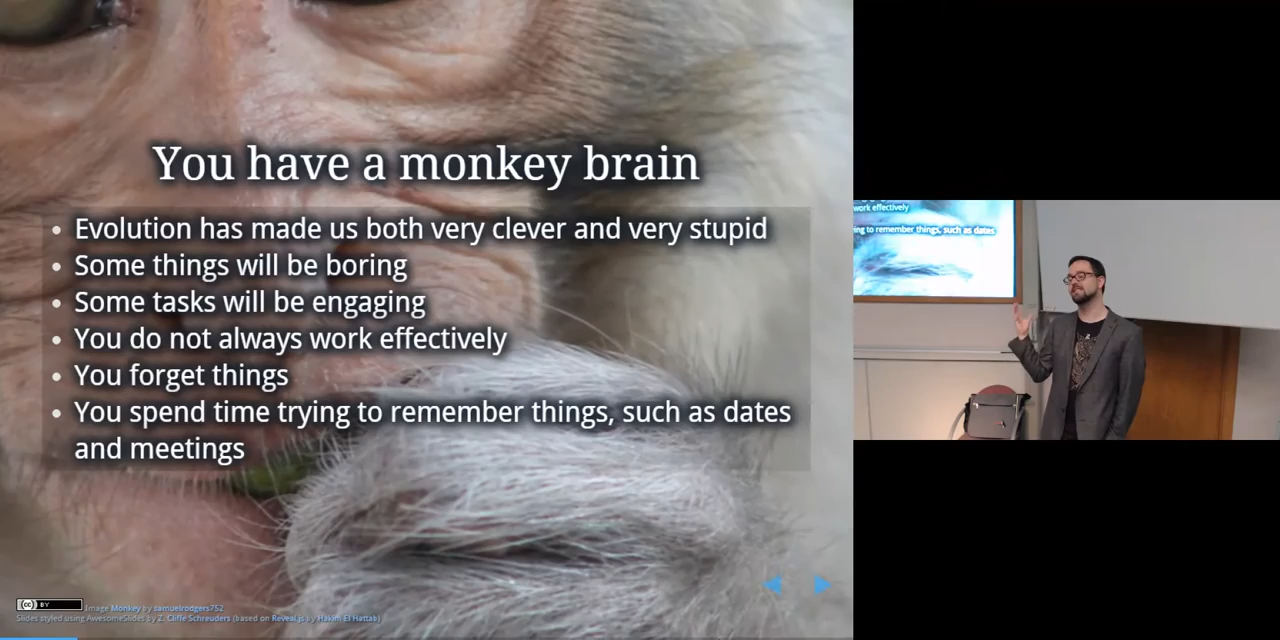 You have a monkey brain
Evolution has made us both very clever and very stupid
Some things will be boring
Some tasks will be engaging
You do not always work effectively
You forget things
You spend time trying to remember things, such as dates
and meetings
BY
Image Monkey by samuelrodgers752
Slides styled using AwesomeSlides by Z. Cliffe Schreuders (based on Reveal.js by Hakim El Hattab)
work effectively
ing to remember things, such as dates